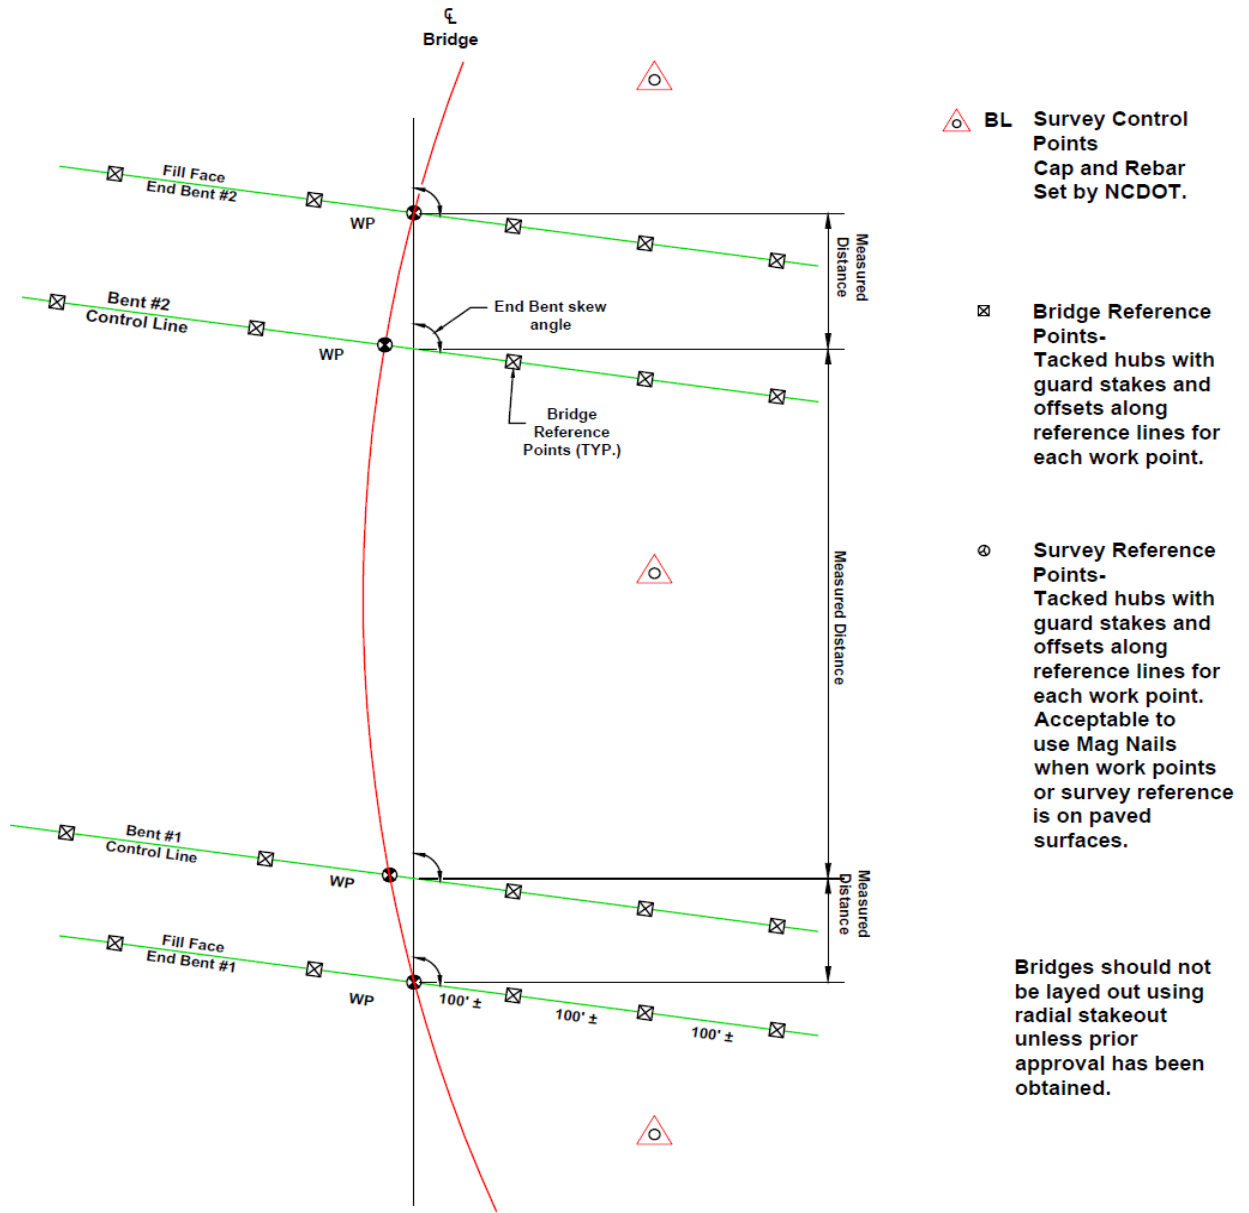 ℄
Bridge
Fill Face
End Bent #2
WP
Measured
Distance
Bent #2
Control Line
WP
End Bent skew
angle
Bridge
Reference
Points (TYP.)
Measured Distance
Bent #1
Control Line
WP
Measured
Distance
Fill Face
End Bent #1
WP
100' ±
100' ±
100' ±
BL Survey Control
Points
Cap and Rebar
Set by NCDOT.
Bridge Reference
Points-
Tacked hubs with
guard stakes and
offsets along
reference lines for
each work point.
Survey Reference
Points-
Tacked hubs with
guard stakes and
offsets along
reference lines for
each work point.
Acceptable to
use Mag Nails
when work points
or survey reference
is on paved
surfaces.
Bridges should not
be layed out using
radial stakeout
unless prior
approval has been
obtained.